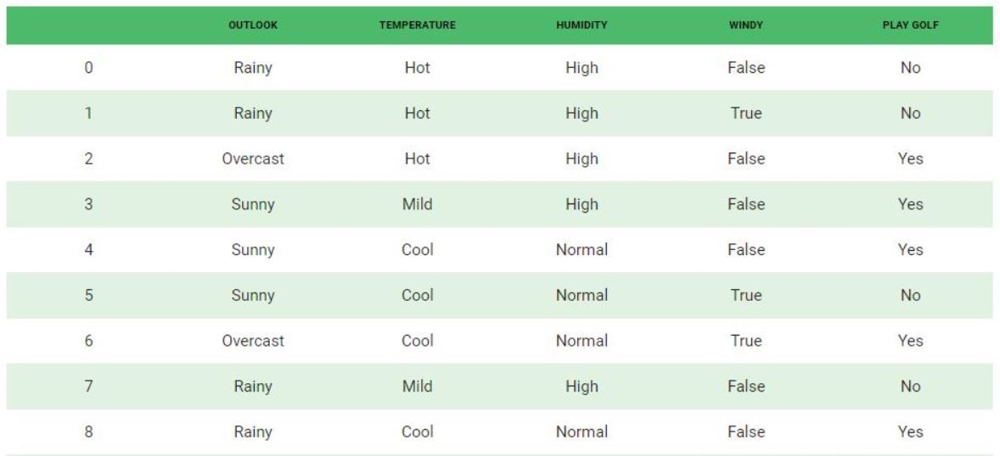 OUTLOOK TEMPERATURE HUMIDITY WINDY PLAY GOLF
0 Rainy Hot High False No
1 Rainy Hot High True No
2 Overcast Hot High False Yes
3 Sunny Mild High False Yes
4 Sunny Cool Normal False Yes
5 Sunny Cool Normal True No
6 Overcast Cool Normal True Yes
7 Rainy Mild High False No
8 Rainy Cool Normal False Yes